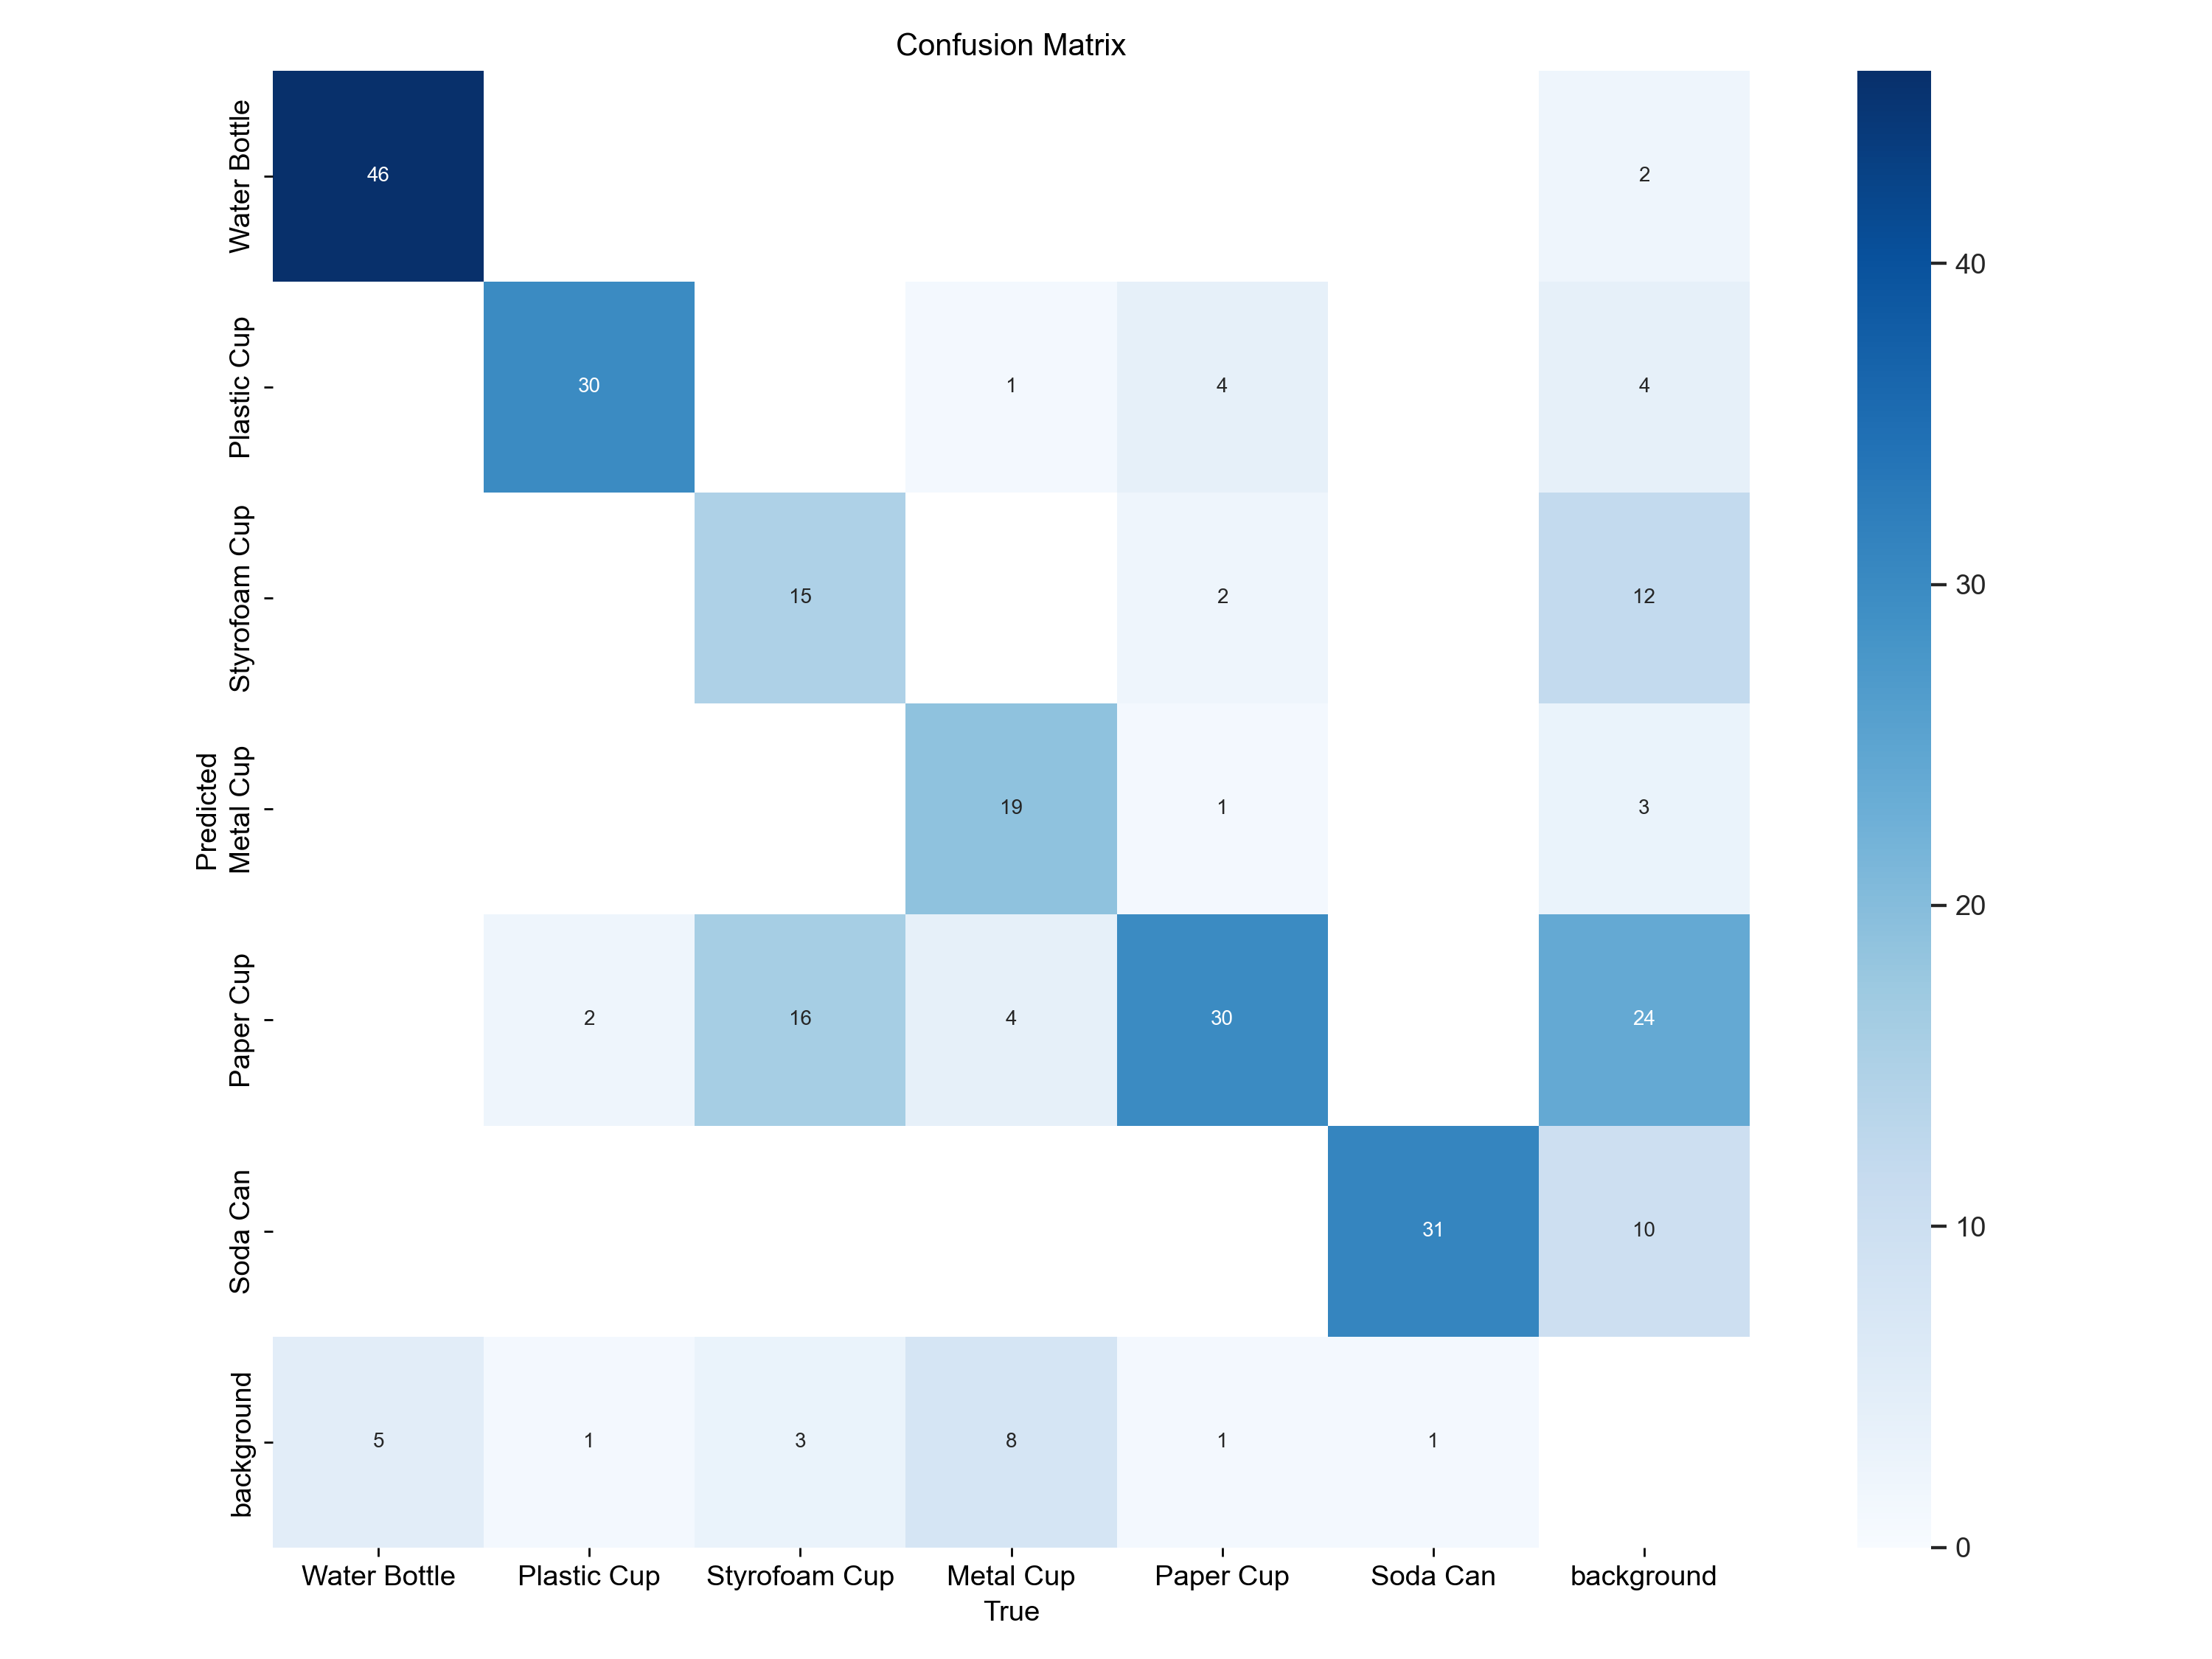 Confusion Matrix
Water Bottle
46
2
40
Plastic Cup
30
1
4
4
30
Styrofoam Cup
15
2
12
Predicted
Metal Cup
19
1
3
20
Paper Cup
2
16
4
30
24
Soda Can
31
10
10
background
5
1
3
8
1
1
0
Water Bottle Plastic Cup Styrofoam Cup Metal Cup Paper Cup Soda Can background
True